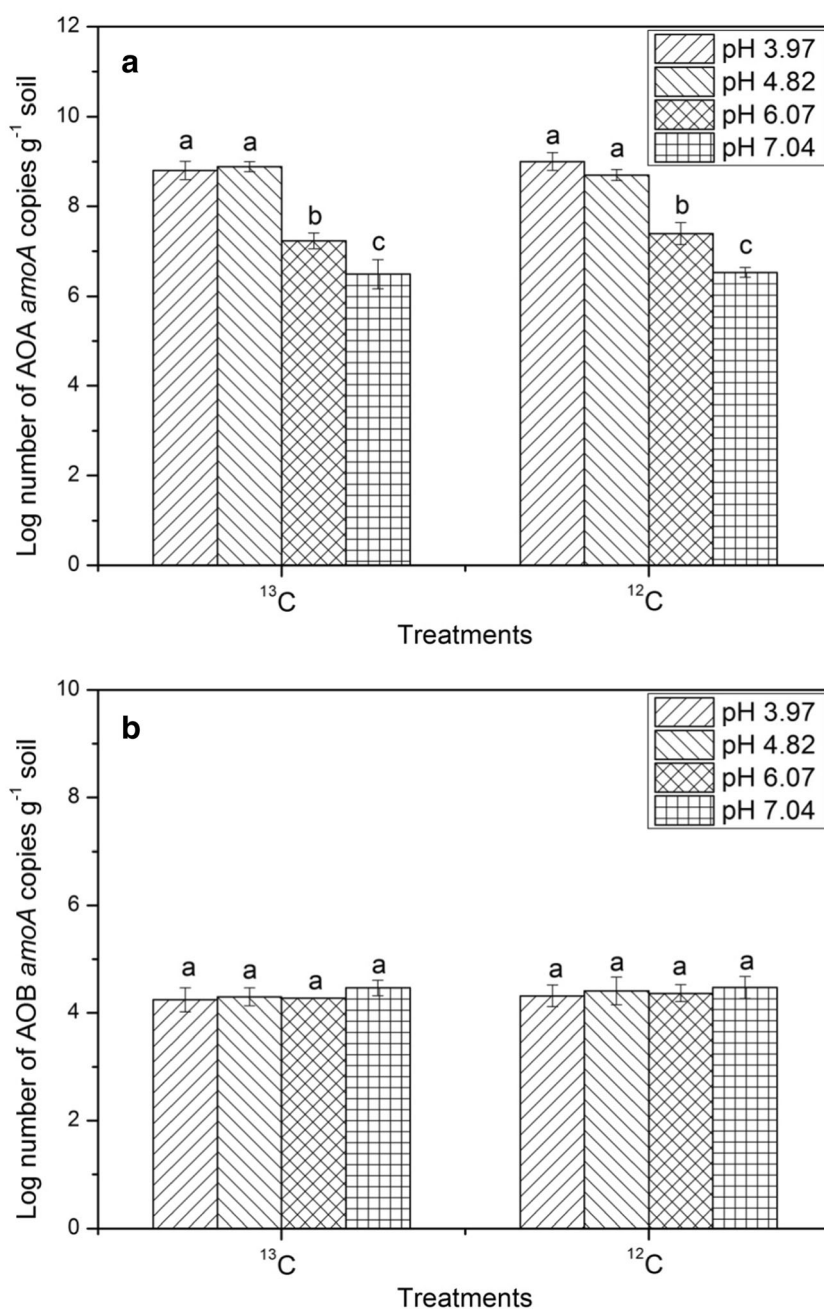 a
Log number of AOA amoA copies g⁻¹ soil
12
10
8
6
4
2
0
pH 3.97
pH 4.82
pH 6.07
pH 7.04
a a b c
a a b c
¹³C ¹²C
Treatments
b
Log number of AOB amoA copies g⁻¹ soil
10
8
6
4
2
0
pH 3.97
pH 4.82
pH 6.07
pH 7.04
a a a a
a a a a
¹³C ¹²C
Treatments